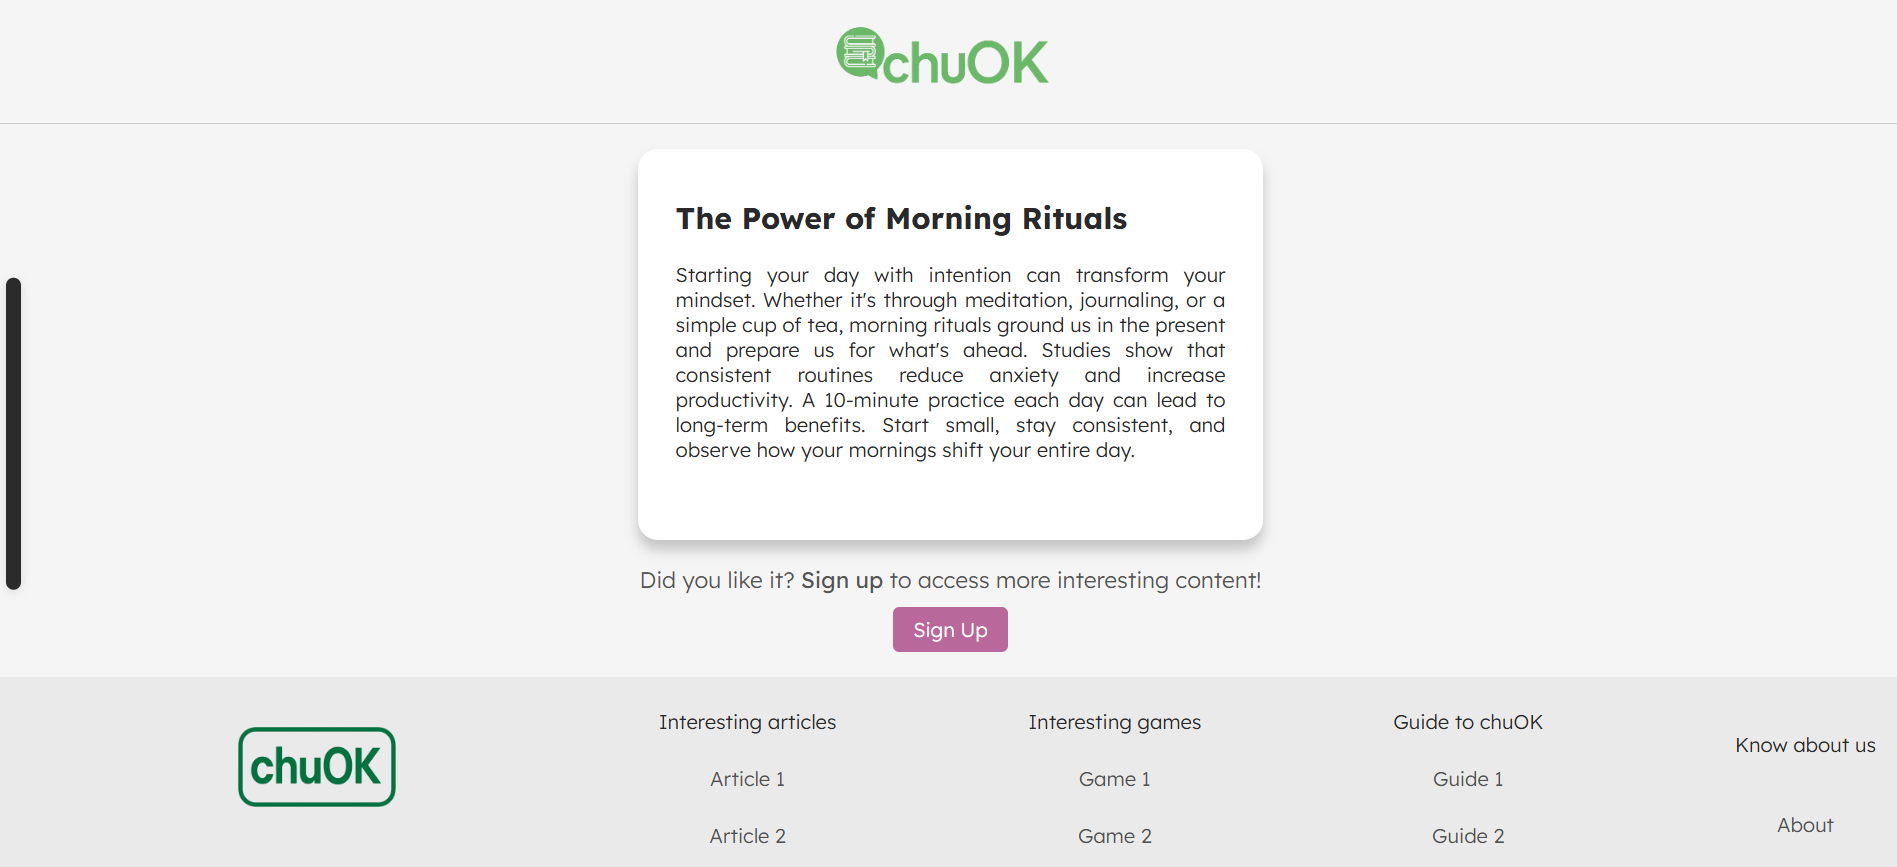 chuOK
The Power of Morning Rituals
Starting your day with intention can transform your
mindset. Whether it's through meditation, journaling, or a
simple cup of tea, morning rituals ground us in the present
and prepare us for what's ahead. Studies show that
consistent routines reduce anxiety and increase
productivity. A 10-minute practice each day can lead to
long-term benefits. Start small, stay consistent, and
observe how your mornings shift your entire day.
Did you like it? Sign up to access more interesting content!
Sign Up
chuOK
Interesting articles
Article 1
Article 2
Interesting games
Game 1
Game 2
Guide to chuOK
Guide 1
Guide 2
Know about us
About